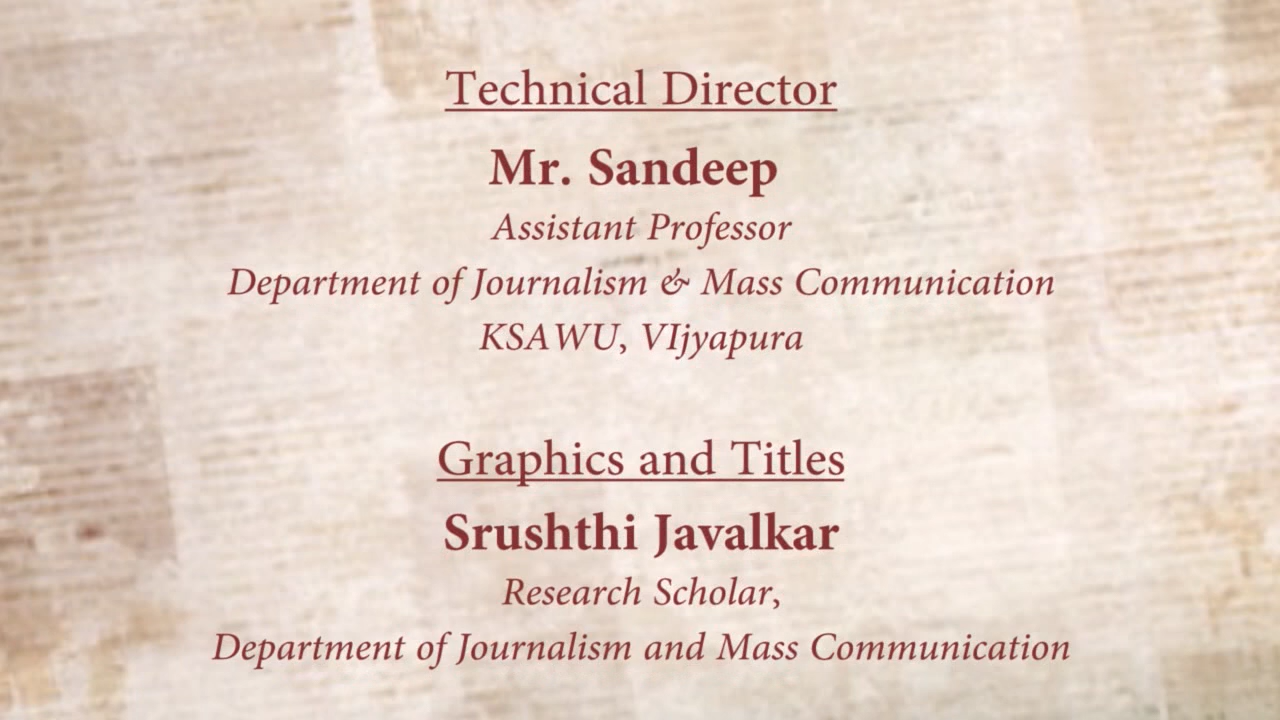 Technical Director
Mr. Sandeep
Assistant Professor
Department of Journalism & Mass Communication
KSAWU, VIjyapura
Graphics and Titles
Srushthi Javalkar
Research Scholar,
Department of Journalism and Mass Communication